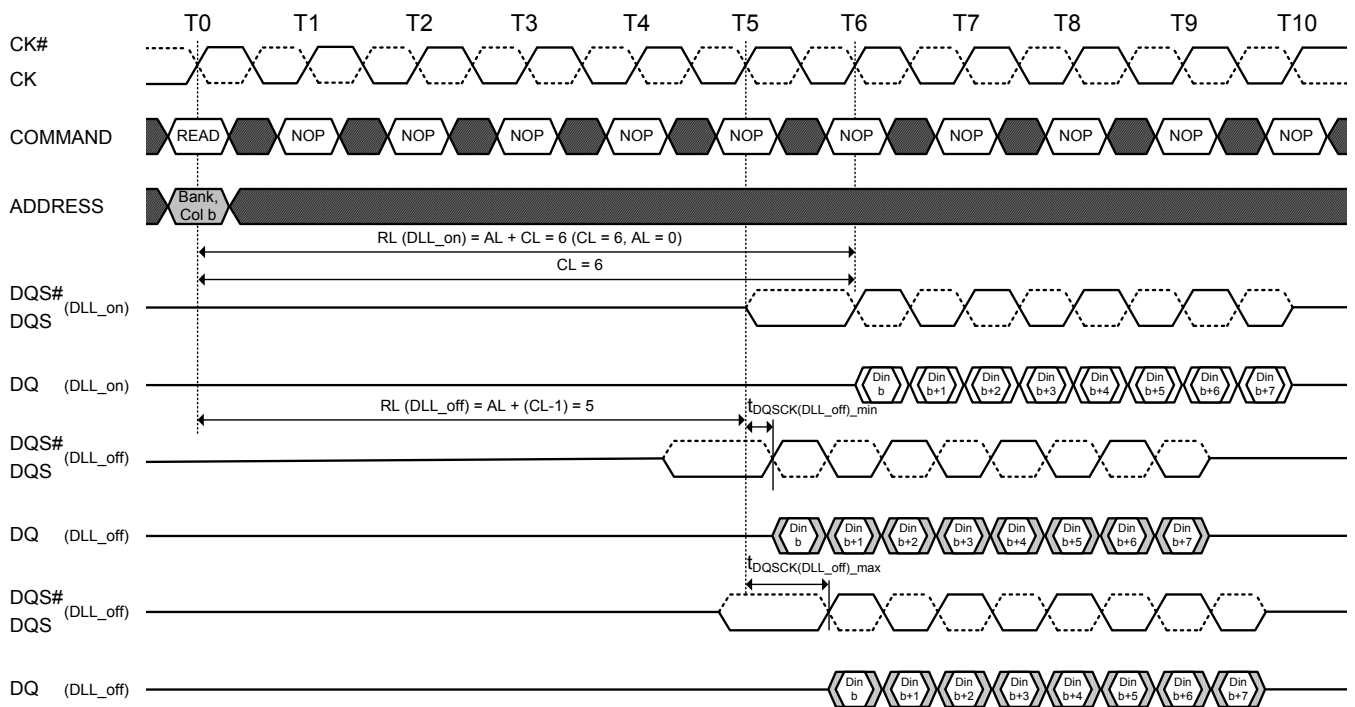 T0 T1 T2 T3 T4 T5 T6 T7 T8 T9 T10
CK#
CK
COMMAND READ NOP NOP NOP NOP NOP NOP NOP NOP NOP NOP
ADDRESS Bank,
Col b
RL (DLL_on) = AL + CL = 6 (CL = 6, AL = 0)
CL = 6
DQS# (DLL_on)
DQS
DQ (DLL_on) Din Din Din Din Din Din Din Din
b b+1 b+2 b+3 b+4 b+5 b+6 b+7
RL (DLL_off) = AL + (CL-1) = 5 tDQSCK(DLL_off)_min
DQS# (DLL_off)
DQS
DQ (DLL_off) Din Din Din Din Din Din Din Din
b b+1 b+2 b+3 b+4 b+5 b+6 b+7
tDQSCK(DLL_off)_max
DQS# (DLL_off)
DQS
DQ (DLL_off) Din Din Din Din Din Din Din Din
b b+1 b+2 b+3 b+4 b+5 b+6 b+7